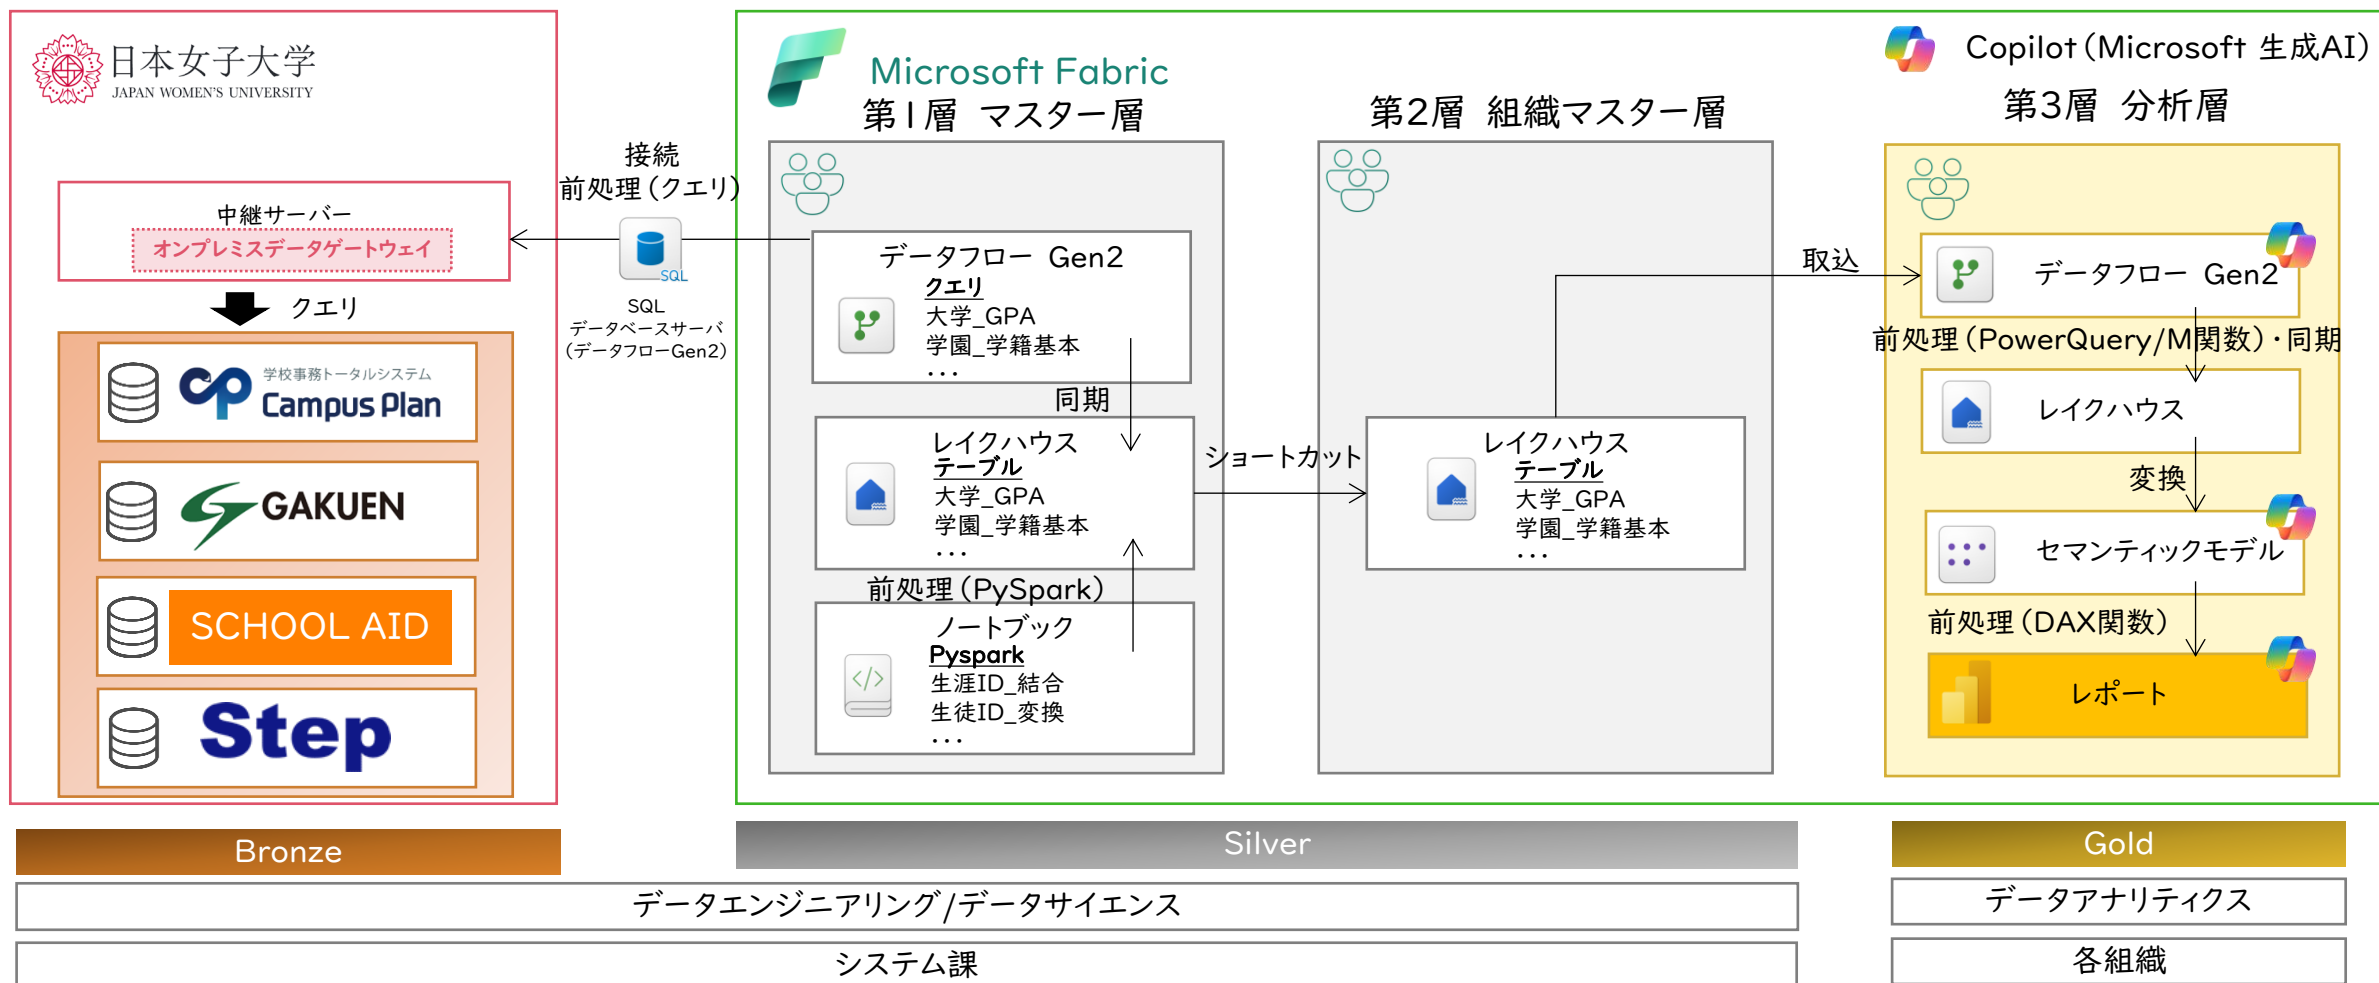 日本女子大学
JAPAN WOMEN'S UNIVERSITY
中継サーバー
オンプレミスデータゲートウェイ
クエリ
学校事務トータルシステム
Campus Plan
GAKUEN
SCHOOL AID
Step
接続
前処理（クエリ）
SQL
SQL
データベースサーバ
（データフローGen2）
Microsoft Fabric
第1層 マスター層
データフロー Gen2
クエリ
大学_GPA
学園_学籍基本
...
同期
レイクハウス
テーブル
大学_GPA
学園_学籍基本
...
前処理（PySpark）
ノートブック
Pyspark
生涯ID_結合
生徒ID_変換
...
ショートカット
第2層 組織マスター層
レイクハウス
テーブル
大学_GPA
学園_学籍基本
...
取込
Copilot（Microsoft 生成AI）
第3層 分析層
データフロー Gen2
前処理（PowerQuery/M関数）・同期
レイクハウス
変換
セマンティックモデル
前処理（DAX関数）
レポート
Bronze
Silver
Gold
データエンジニアリング/データサイエンス
データアナリティクス
システム課
各組織